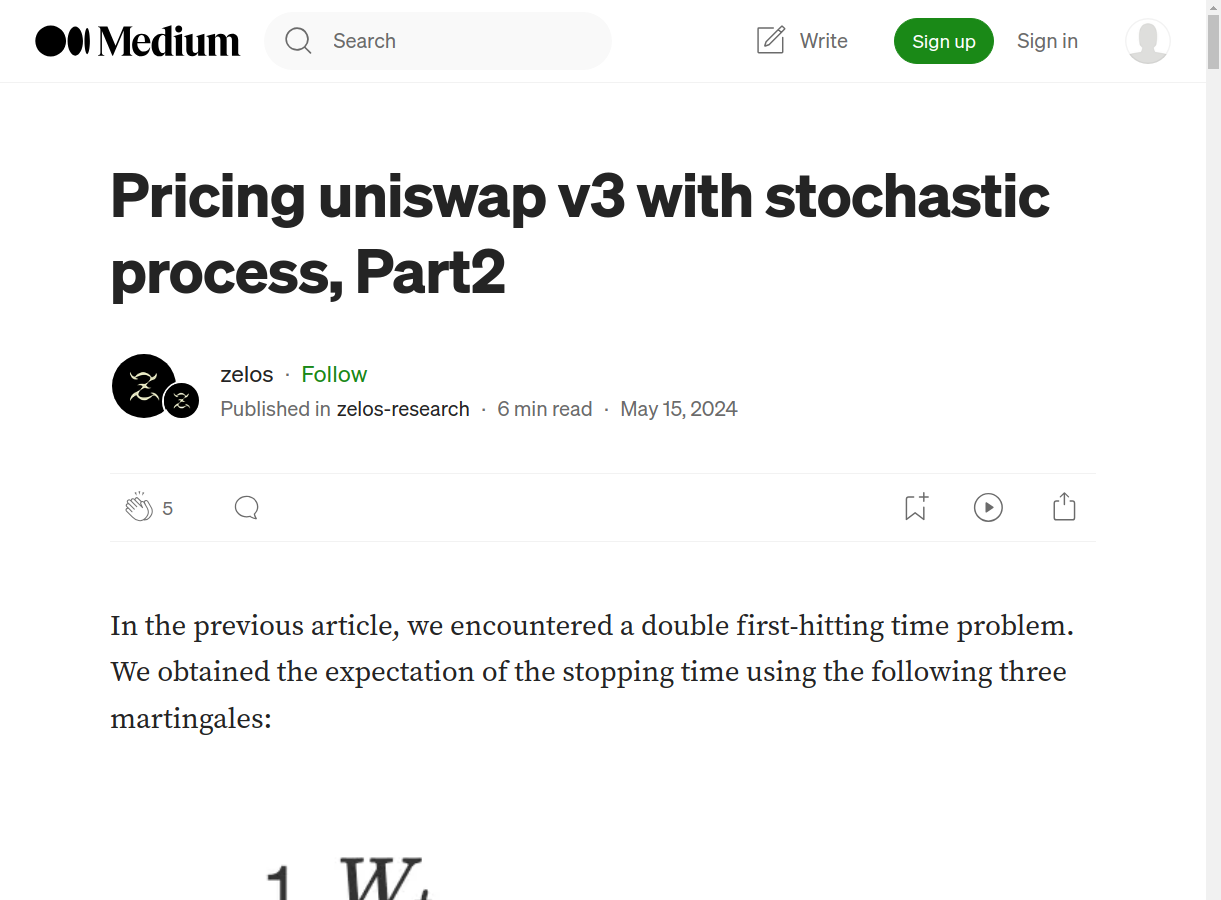 Medium
Search
Write
Sign up
Sign in
Pricing uniswap v3 with stochastic
process, Part2
zelos · Follow
Published in zelos-research · 6 min read · May 15, 2024
5
In the previous article, we encountered a double first-hitting time problem.
We obtained the expectation of the stopping time using the following three
martingales:
1. W_t